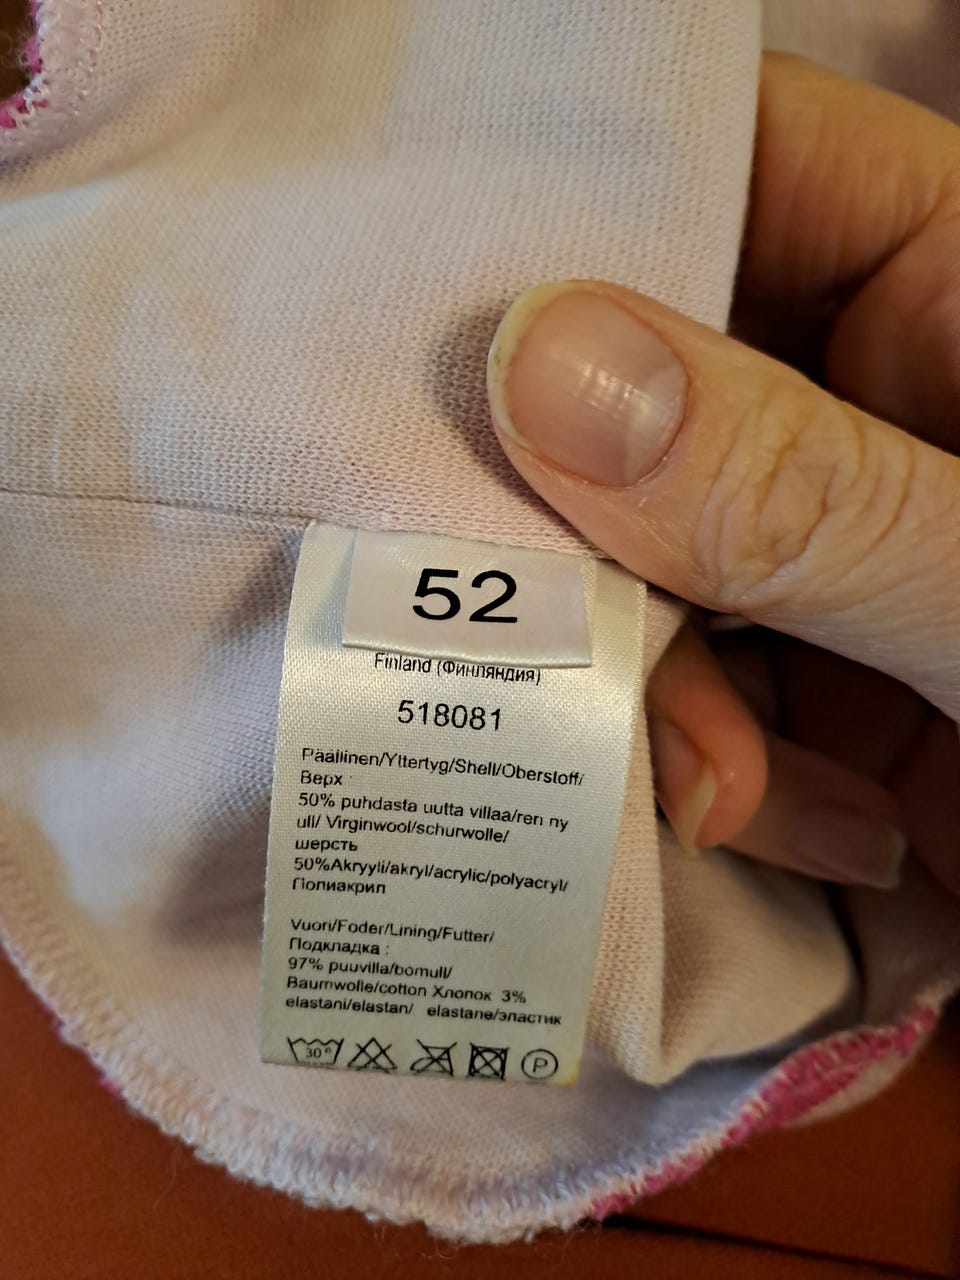 52
Finland (Финляндия)
518081
Päällinen/Yttertyg/Shell/Oberstoff/
Верх :
50% puhdasta uutta villaa/ren ny
ull/ Virginwool/schurwolle/
шерсть
50%Akryyli/akryl/acrylic/polyacryl/
Полиакрил
Vuori/Foder/Lining/Futter/
Подкладка :
97% puuvilla/bomull/
Baumwolle/cotton Хлопок 3%
elastani/elastan/ elastane/эластик
30° P